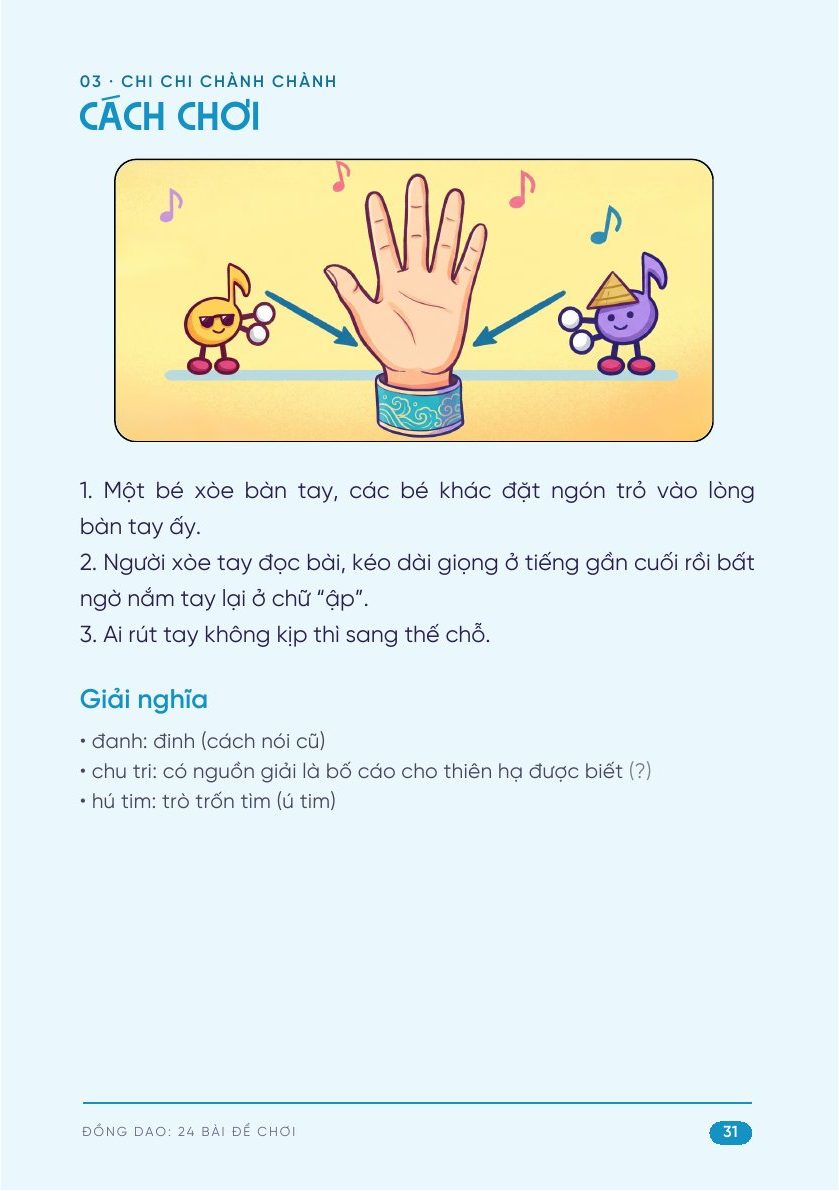 03 · CHI CHI CHÀNH CHÀNH
CÁCH CHƠI
1. Một bé xòe bàn tay, các bé khác đặt ngón trỏ vào lòng
bàn tay ấy.
2. Người xòe tay đọc bài, kéo dài giọng ở tiếng gần cuối rồi bất
ngờ nắm tay lại ở chữ “ập”.
3. Ai rút tay không kịp thì sang thế chỗ.
Giải nghĩa
• đanh: đinh (cách nói cũ)
• chu tri: có nguồn giải là bố cáo cho thiên hạ được biết (?)
• hú tim: trò trốn tìm (ú tim)
ĐỒNG DAO: 24 BÀI ĐỂ CHƠI
31